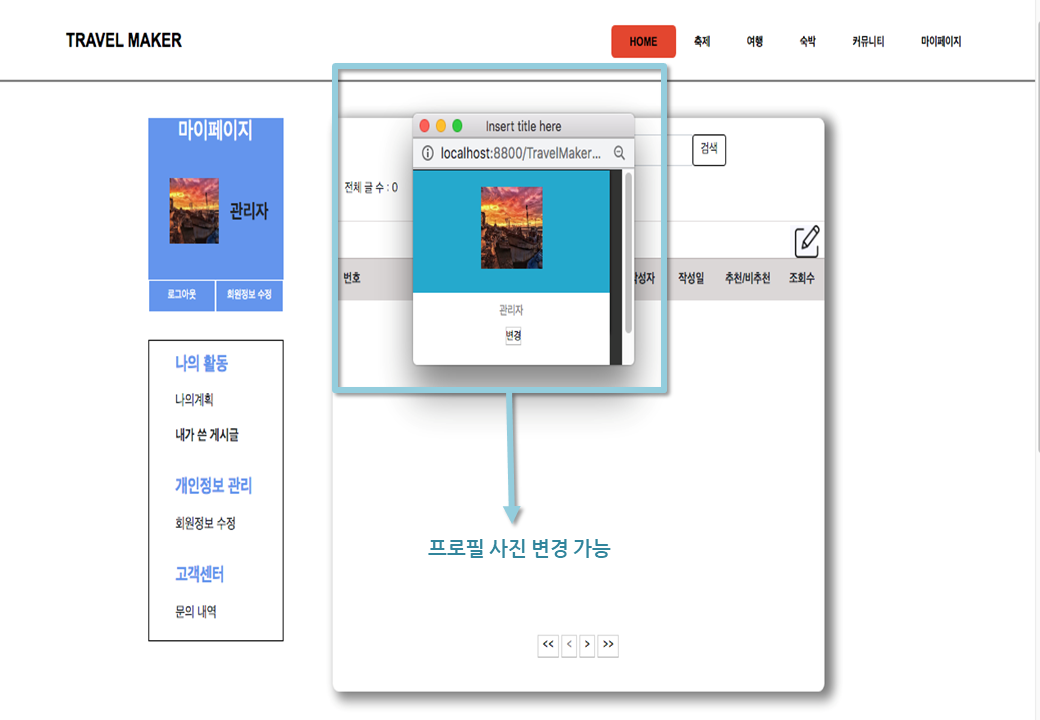 TRAVEL MAKER
HOME
축제
여행
숙박
커뮤니티
마이페이지
마이페이지
관리자
로그아웃
회원정보 수정
나의 활동
나의계획
내가 쓴 게시글
개인정보 관리
회원정보 수정
고객센터
문의 내역
Insert title here
localhost:8800/TravelMaker...
관리자
변경
검색
전체 글 수 : 0
번호
작성일
추천/비추천
조회수
프로필 사진 변경 가능
<<
<
>
>>